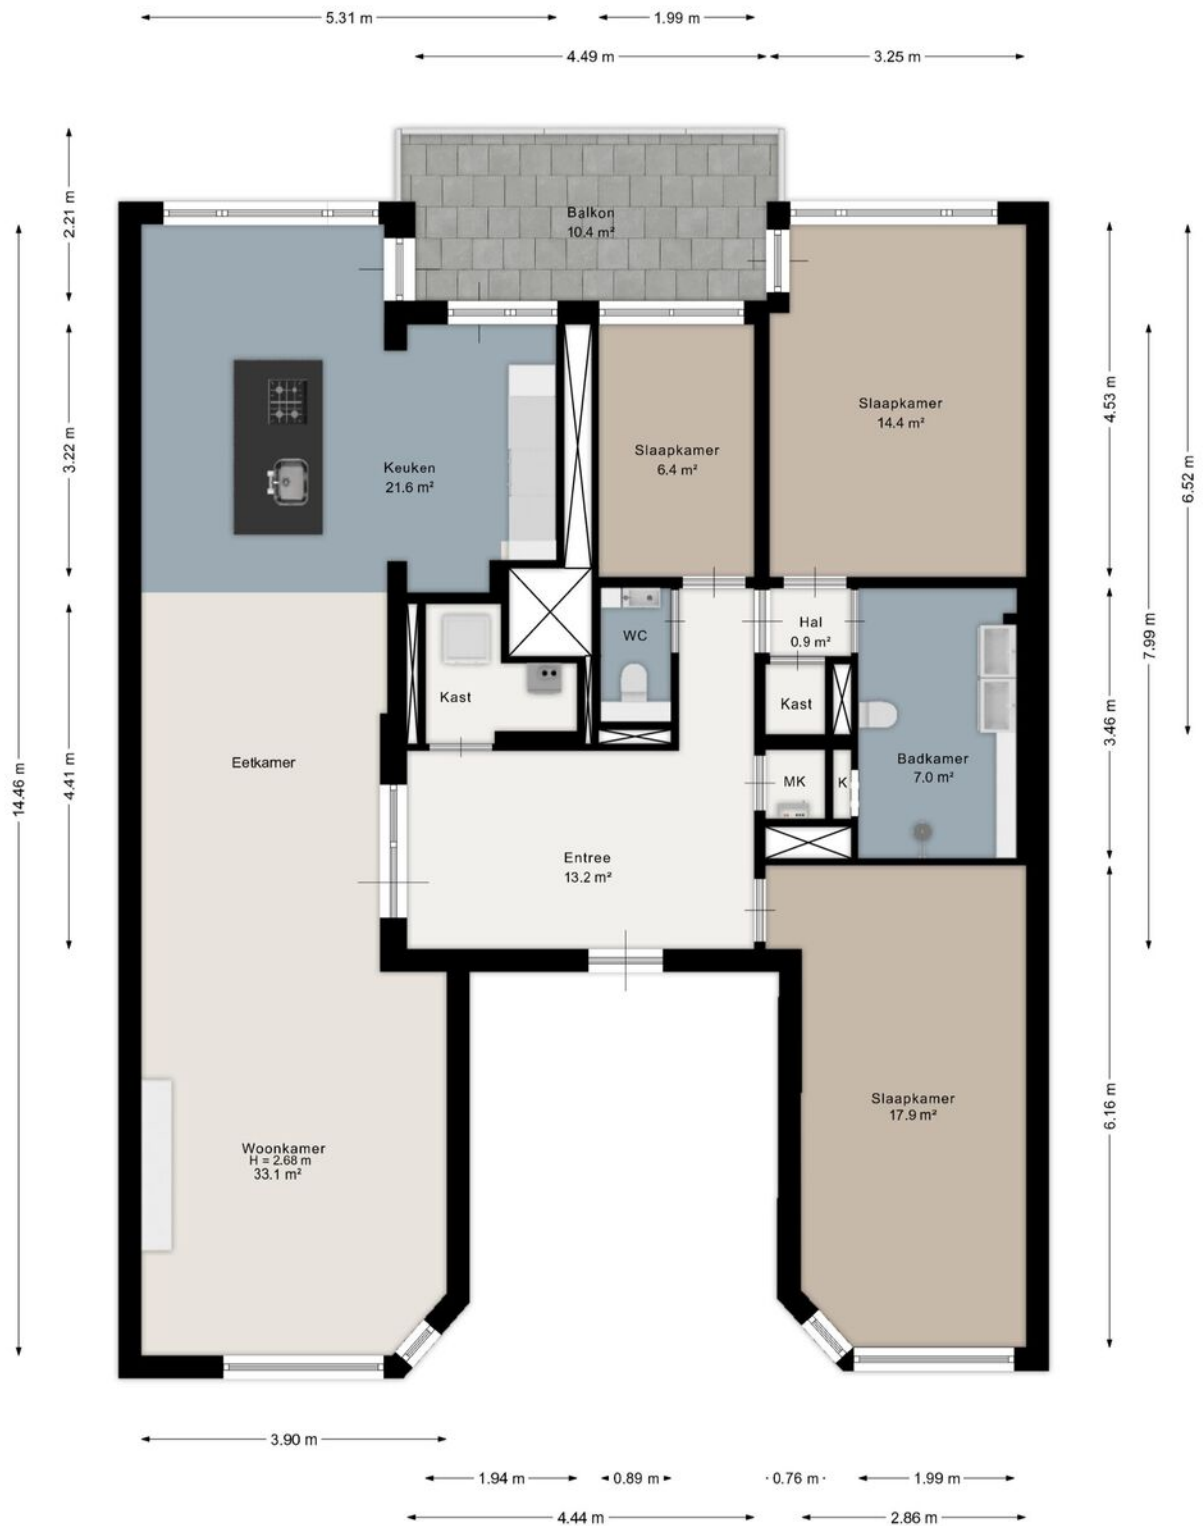 5.31 m
1.99 m
4.49 m
3.25 m
2.21 m
Balkon
10.4 m²
14.46 m
3.22 m
4.41 m
Keuken
21.6 m²
Slaapkamer
6.4 m²
Slaapkamer
14.4 m²
4.53 m
6.52 m
7.99 m
3.46 m
WC
Hal
0.9 m²
Kast
Kast
Eetkamer
Badkamer
7.0 m²
MK
K
Entree
13.2 m²
Slaapkamer
17.9 m²
6.16 m
Woonkamer
H = 2.68 m
33.1 m²
3.90 m
1.94 m
0.89 m
0.76 m
1.99 m
4.44 m
2.86 m